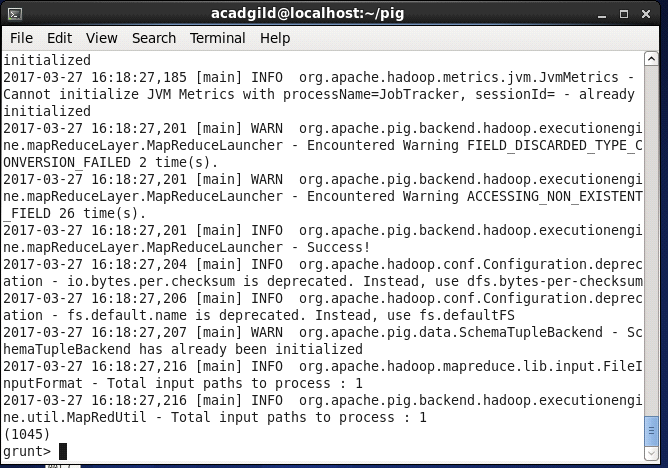 acadgild@localhost:~/pig
File Edit View Search Terminal Help
initialized
2017-03-27 16:18:27,185 [main] INFO  org.apache.hadoop.metrics.jvm.JvmMetrics -
Cannot initialize JVM Metrics with processName=JobTracker, sessionId= - already
initialized
2017-03-27 16:18:27,201 [main] WARN  org.apache.pig.backend.hadoop.executionengi
ne.mapReduceLayer.MapReduceLauncher - Encountered Warning FIELD_DISCARDED_TYPE_C
ONVERSION_FAILED 2 time(s).
2017-03-27 16:18:27,201 [main] WARN  org.apache.pig.backend.hadoop.executionengi
ne.mapReduceLayer.MapReduceLauncher - Encountered Warning ACCESSING_NON_EXISTENT
_FIELD 26 time(s).
2017-03-27 16:18:27,201 [main] INFO  org.apache.pig.backend.hadoop.executionengi
ne.mapReduceLayer.MapReduceLauncher - Success!
2017-03-27 16:18:27,204 [main] INFO  org.apache.hadoop.conf.Configuration.deprec
ation - io.bytes.per.checksum is deprecated. Instead, use dfs.bytes-per-checksum
2017-03-27 16:18:27,206 [main] INFO  org.apache.hadoop.conf.Configuration.deprec
ation - fs.default.name is deprecated. Instead, use fs.defaultFS
2017-03-27 16:18:27,207 [main] WARN  org.apache.pig.data.SchemaTupleBackend - Sc
hemaTupleBackend has already been initialized
2017-03-27 16:18:27,216 [main] INFO  org.apache.hadoop.mapreduce.lib.input.FileI
nputFormat - Total input paths to process : 1
2017-03-27 16:18:27,216 [main] INFO  org.apache.pig.backend.hadoop.executionengi
ne.util.MapRedUtil - Total input paths to process : 1
(1045)
grunt>